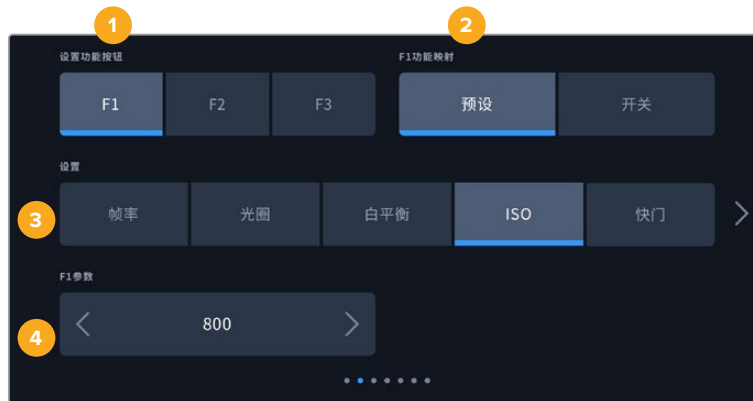 1 2
设置功能按钮 F1功能映射
F1 F2 F3 预设 开关
设置
3 帧率 光圈 白平衡 ISO 快门
F1参数
4 800